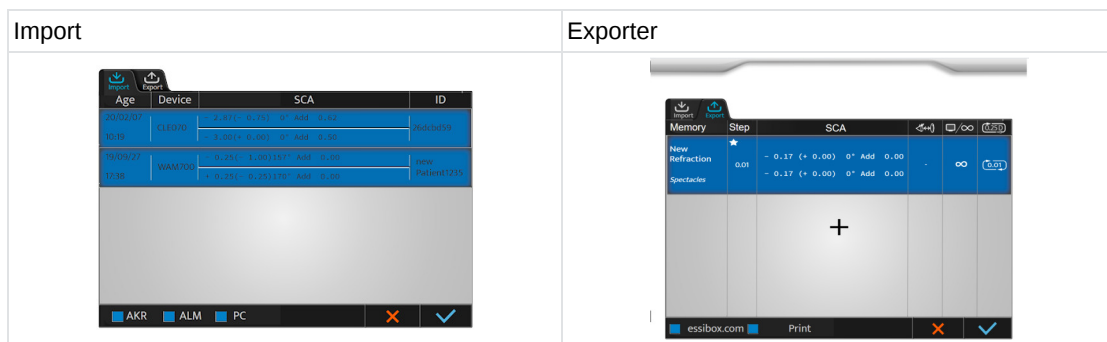 Import
Exporter
Import Export
Age Device SCA ID
20/02/07
10:19
CLE070
- 2.87(- 0.75) 0° Add 0.62
- 3.00(+ 0.00) 0° Add 0.50
19/09/27
17:38
WAM700
- 0.25(- 1.00)157° Add 0.00
+ 0.25(- 0.25)170° Add 0.00
new
Patient1235
AKR ALM PC
Import Export
Memory Step SCA
New
Refraction
Spectacles
0.01
- 0.17 (+ 0.00) 0° Add 0.00
- 0.17 (+ 0.00) 0° Add 0.00
- ∞ 0.01
essibox.com Print